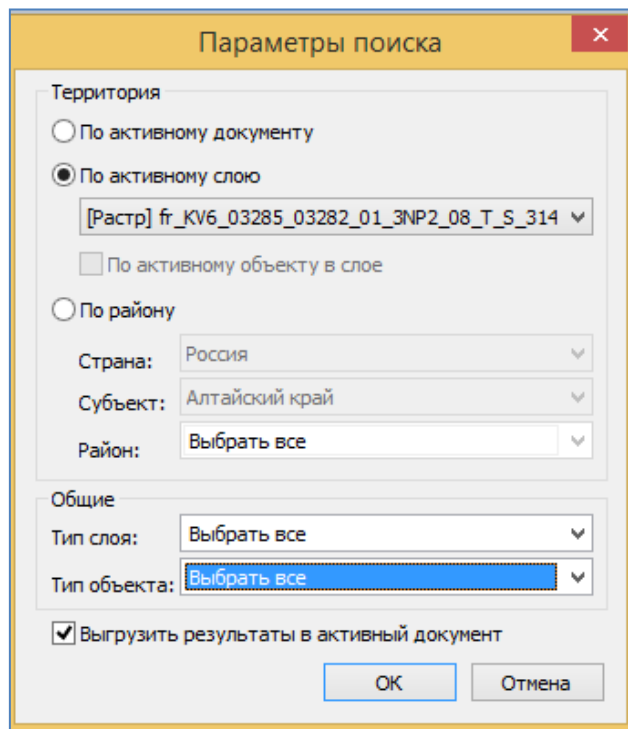 Параметры поиска
Территория
По активному документу
По активному слою
[Растр] fr_KV6_03285_03282_01_3NP2_08_T_S_314
По активному объекту в слое
По району
Страна: Россия
Субъект: Алтайский край
Район: Выбрать все
Общие
Тип слоя: Выбрать все
Тип объекта: Выбрать все
Выгрузить результаты в активный документ
ОК Отмена